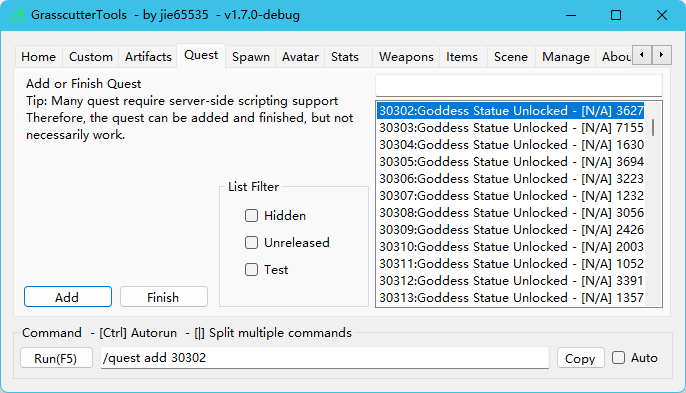 GrasscutterTools - by jie65535 - v1.7.0-debug
Home Custom Artifacts Quest Spawn Avatar Stats Weapons Items Scene Manage Abou
Add or Finish Quest
Tip: Many quest require server-side scripting support
Therefore, the quest can be added and finished, but not
necessarily work.
List Filter
Hidden
Unreleased
Test
Add Finish
30302:Goddess Statue Unlocked - [N/A] 3627
30303:Goddess Statue Unlocked - [N/A] 7155
30304:Goddess Statue Unlocked - [N/A] 1630
30305:Goddess Statue Unlocked - [N/A] 3694
30306:Goddess Statue Unlocked - [N/A] 3223
30307:Goddess Statue Unlocked - [N/A] 1232
30308:Goddess Statue Unlocked - [N/A] 3056
30309:Goddess Statue Unlocked - [N/A] 2426
30310:Goddess Statue Unlocked - [N/A] 2003
30311:Goddess Statue Unlocked - [N/A] 1052
30312:Goddess Statue Unlocked - [N/A] 3391
30313:Goddess Statue Unlocked - [N/A] 1357
Command - [Ctrl] Autorun - [|] Split multiple commands
Run(F5) /quest add 30302 Copy Auto